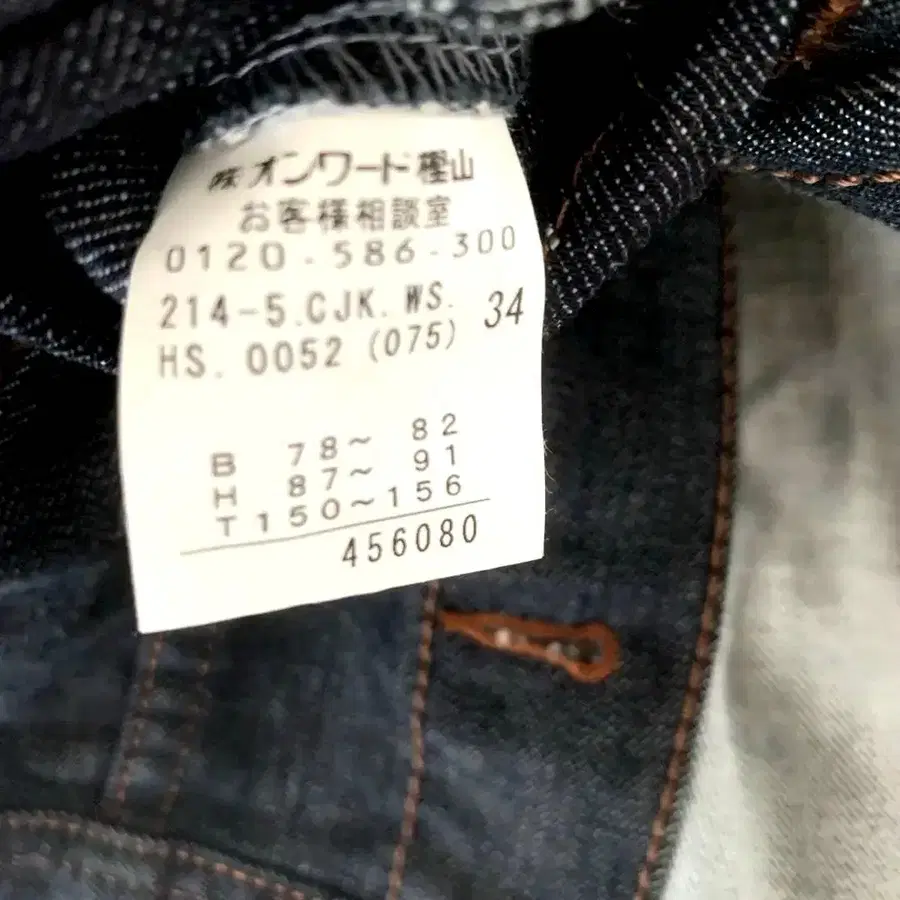 ㈱オンワード樫山
お客様相談室
0120-586-300
214-5.CJK.WS. 34
HS. 0052 (075)
B 78~ 82
H 87~ 91
T 150~156
456080